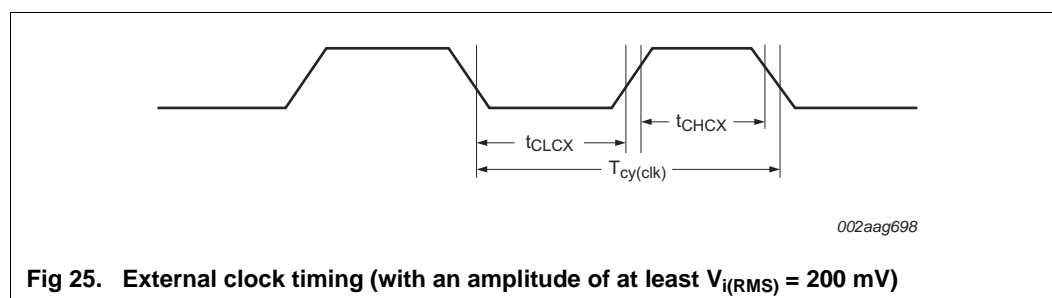 tCLCX
tCHCX
Tcy(clk)
002aag698
Fig 25. External clock timing (with an amplitude of at least Vi(RMS) = 200 mV)